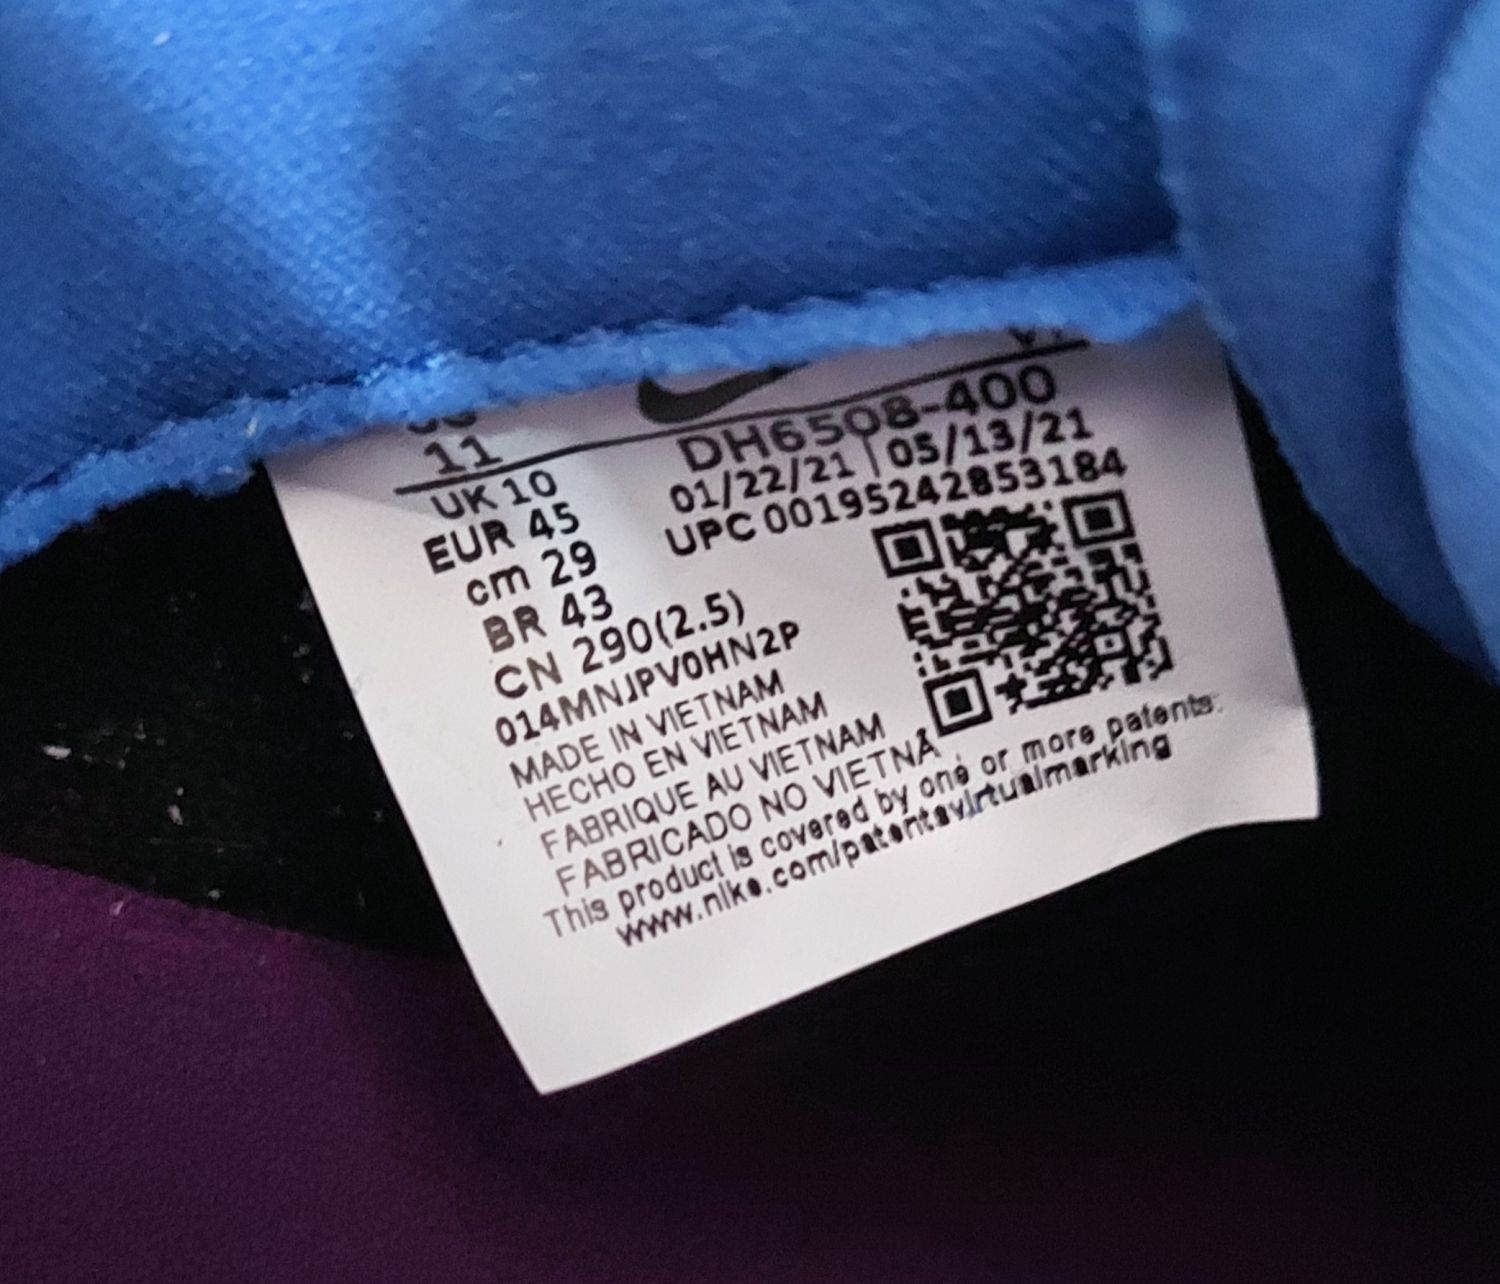 11
DH6508-400
01/22/21 | 05/13/21
UPC 00195242853184
UK 10
EUR 45
cm 29
BR 43
CN 290(2.5)
014MNJPV0HN2P
MADE IN VIETNAM
HECHO EN VIETNAM
FABRIQUE AU VIETNAM
FABRICADO NO VIETNÃ
This product is covered by one or more patents.
www.nike.com/patentsvirtualmarking